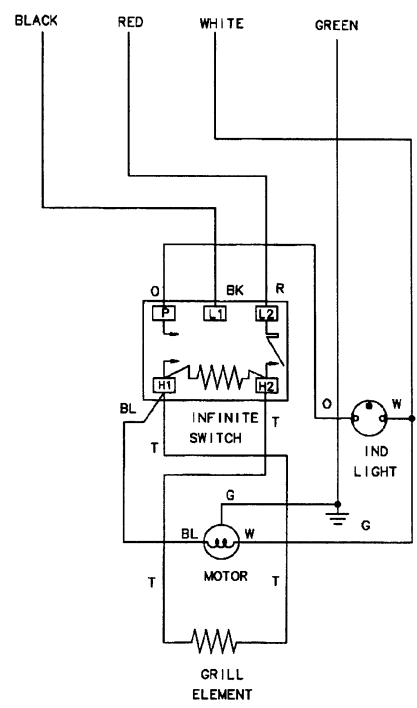 BLACK
RED
WHITE
GREEN
O
BK
R
P
L1
L2
H1
H2
BL
INFINITE
SWITCH
T
T
O
W
IND
LIGHT
G
G
BL
W
MOTOR
T
T
GRILL
ELEMENT